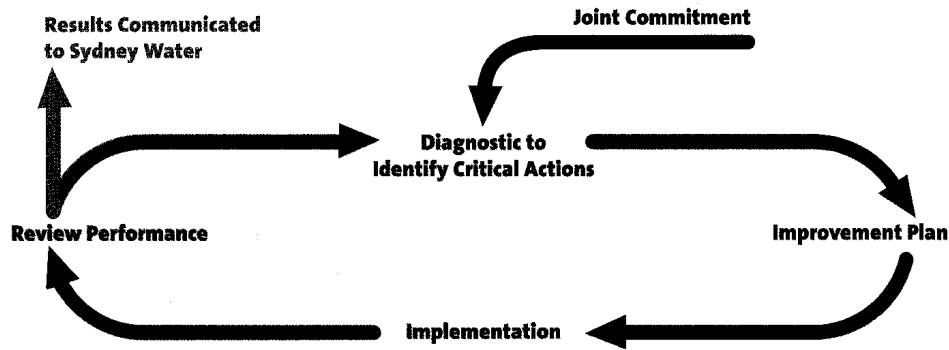 Results Communicated
to Sydney Water
Joint Commitment
Diagnostic to
Identify Critical Actions
Review Performance
Improvement Plan
Implementation